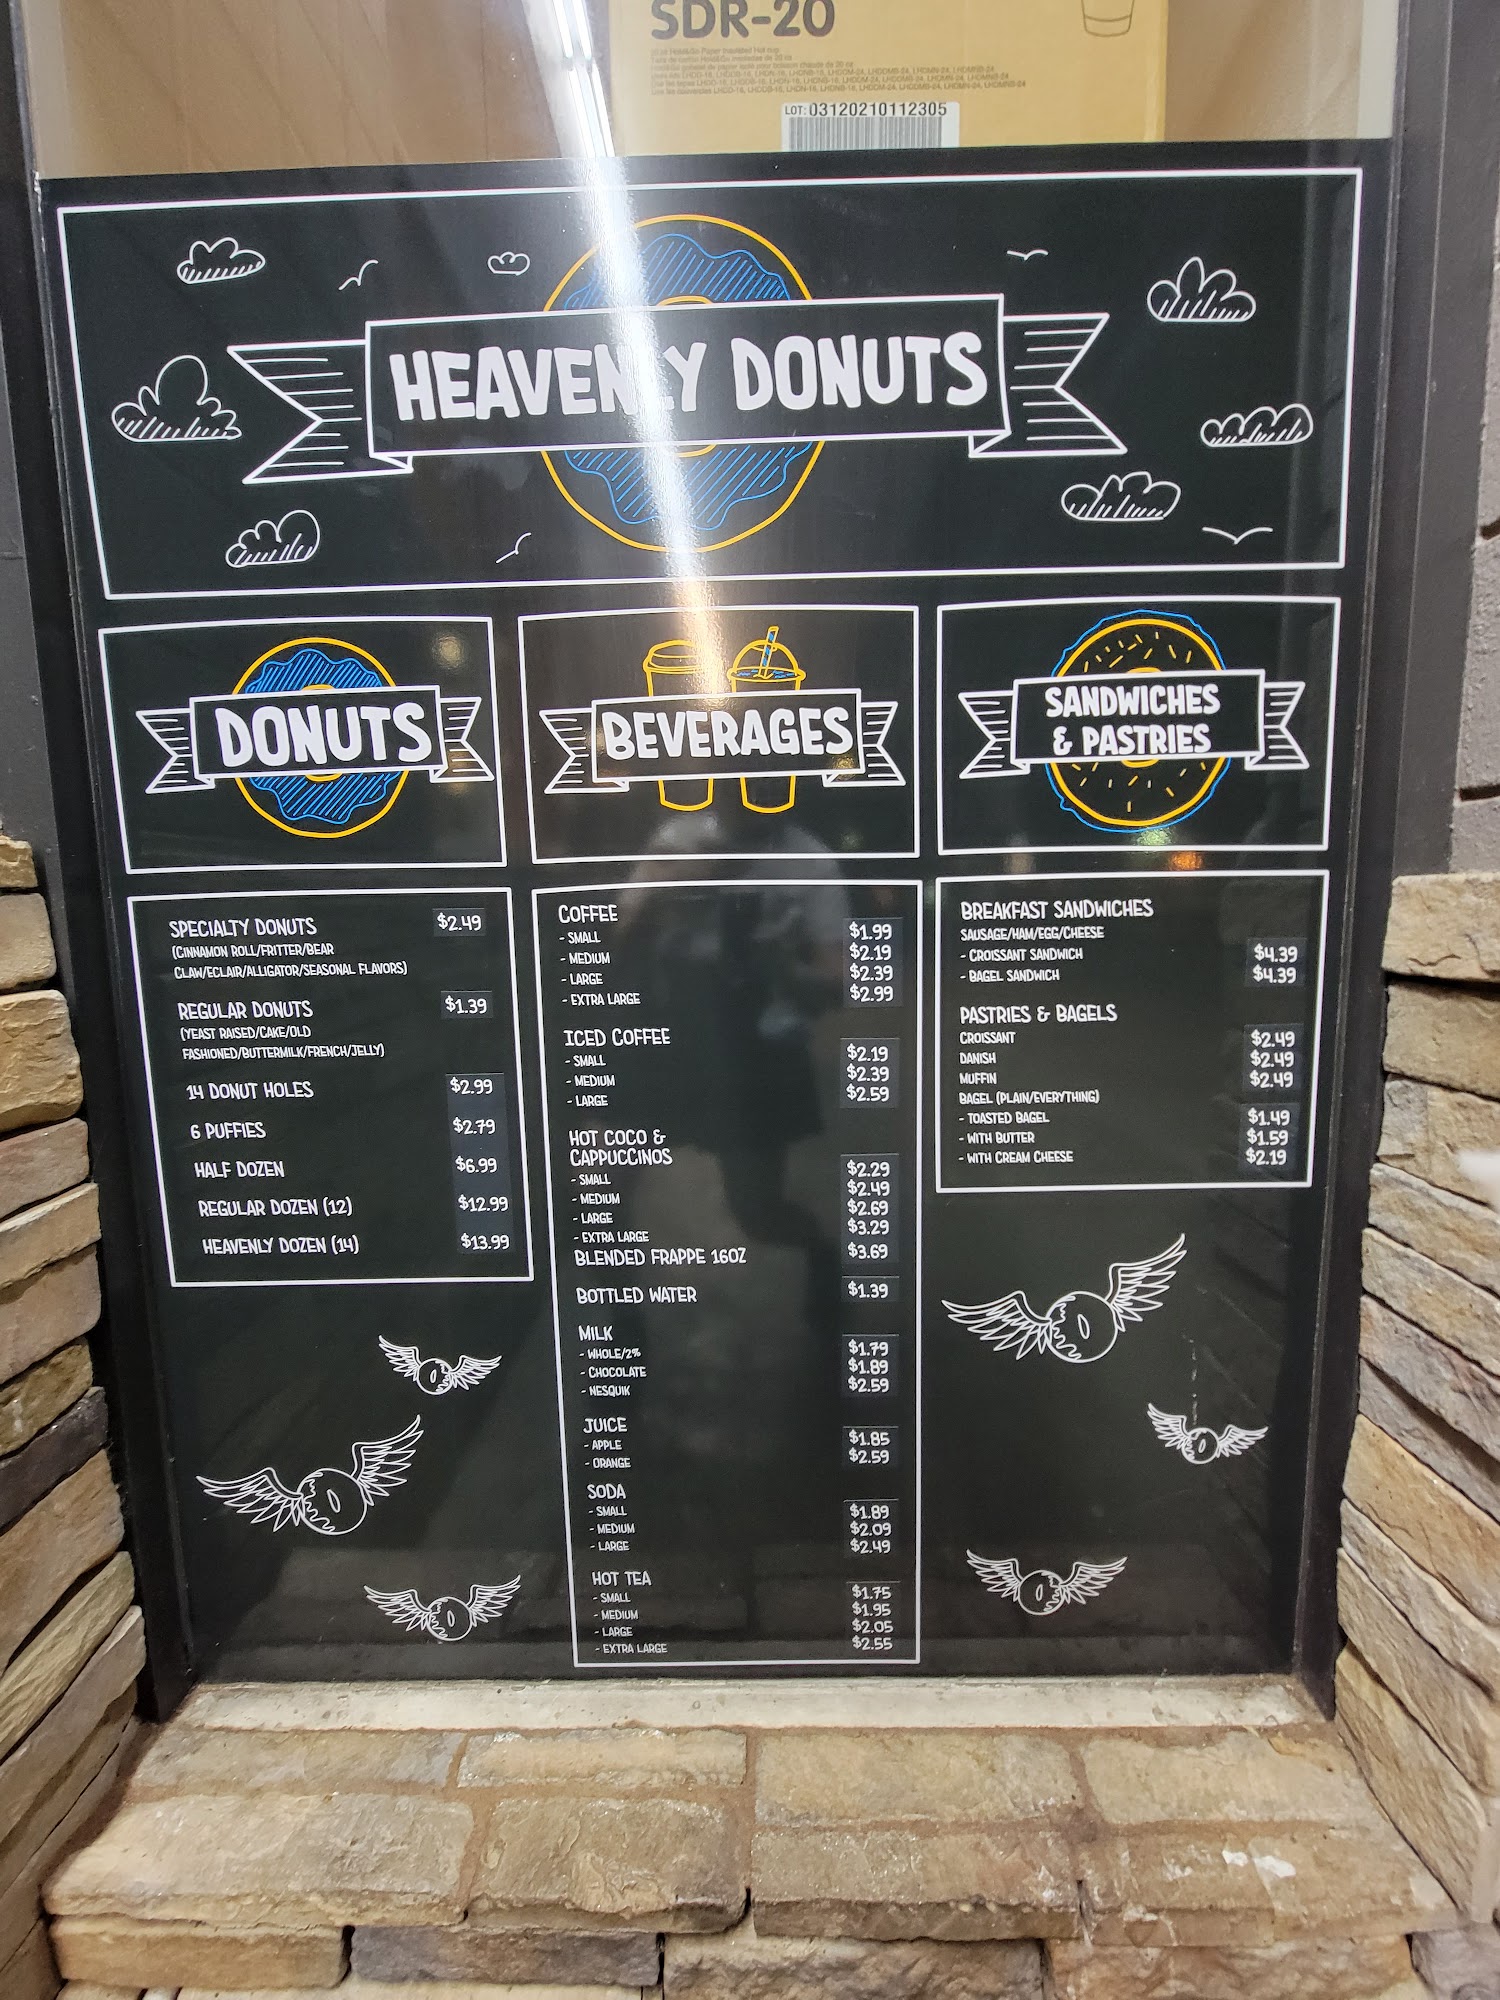 SDR-20
LOT: 03120210112305
HEAVENLY DONUTS
DONUTS
SPECIALTY DONUTS $2.49
(CINNAMON ROLL/FRITTER/BEAR
CLAW/ECLAIR/ALLIGATOR/SEASONAL FLAVORS)
REGULAR DONUTS $1.39
(YEAST RAISED/CAKE/OLD
FASHIONED/BUTTERMILK/FRENCH/JELLY)
14 DONUT HOLES $2.99
6 PUFFIES $2.79
HALF DOZEN $6.99
REGULAR DOZEN (12) $12.99
HEAVENLY DOZEN (14) $13.99
BEVERAGES
COFFEE
- SMALL $1.99
- MEDIUM $2.19
- LARGE $2.39
- EXTRA LARGE $2.99
ICED COFFEE
- SMALL $2.19
- MEDIUM $2.39
- LARGE $2.59
HOT COCO &
CAPPUCCINOS
- SMALL $2.29
- MEDIUM $2.49
- LARGE $2.69
- EXTRA LARGE $3.29
BLENDED FRAPPE 16OZ $3.69
BOTTLED WATER $1.39
MILK
- WHOLE/2% $1.79
- CHOCOLATE $1.89
- NESQUIK $2.59
JUICE
- APPLE $1.85
- ORANGE $2.59
SODA
- SMALL $1.89
- MEDIUM $2.09
- LARGE $2.49
HOT TEA
- SMALL $1.75
- MEDIUM $1.95
- LARGE $2.05
- EXTRA LARGE $2.55
SANDWICHES
& PASTRIES
BREAKFAST SANDWICHES
SAUSAGE/HAM/EGG/CHEESE
- CROISSANT SANDWICH $4.39
- BAGEL SANDWICH $4.39
PASTRIES & BAGELS
CROISSANT $2.49
DANISH $2.49
MUFFIN $2.49
BAGEL (PLAIN/EVERYTHING)
- TOASTED BAGEL $1.49
- WITH BUTTER $1.59
- WITH CREAM CHEESE $2.19